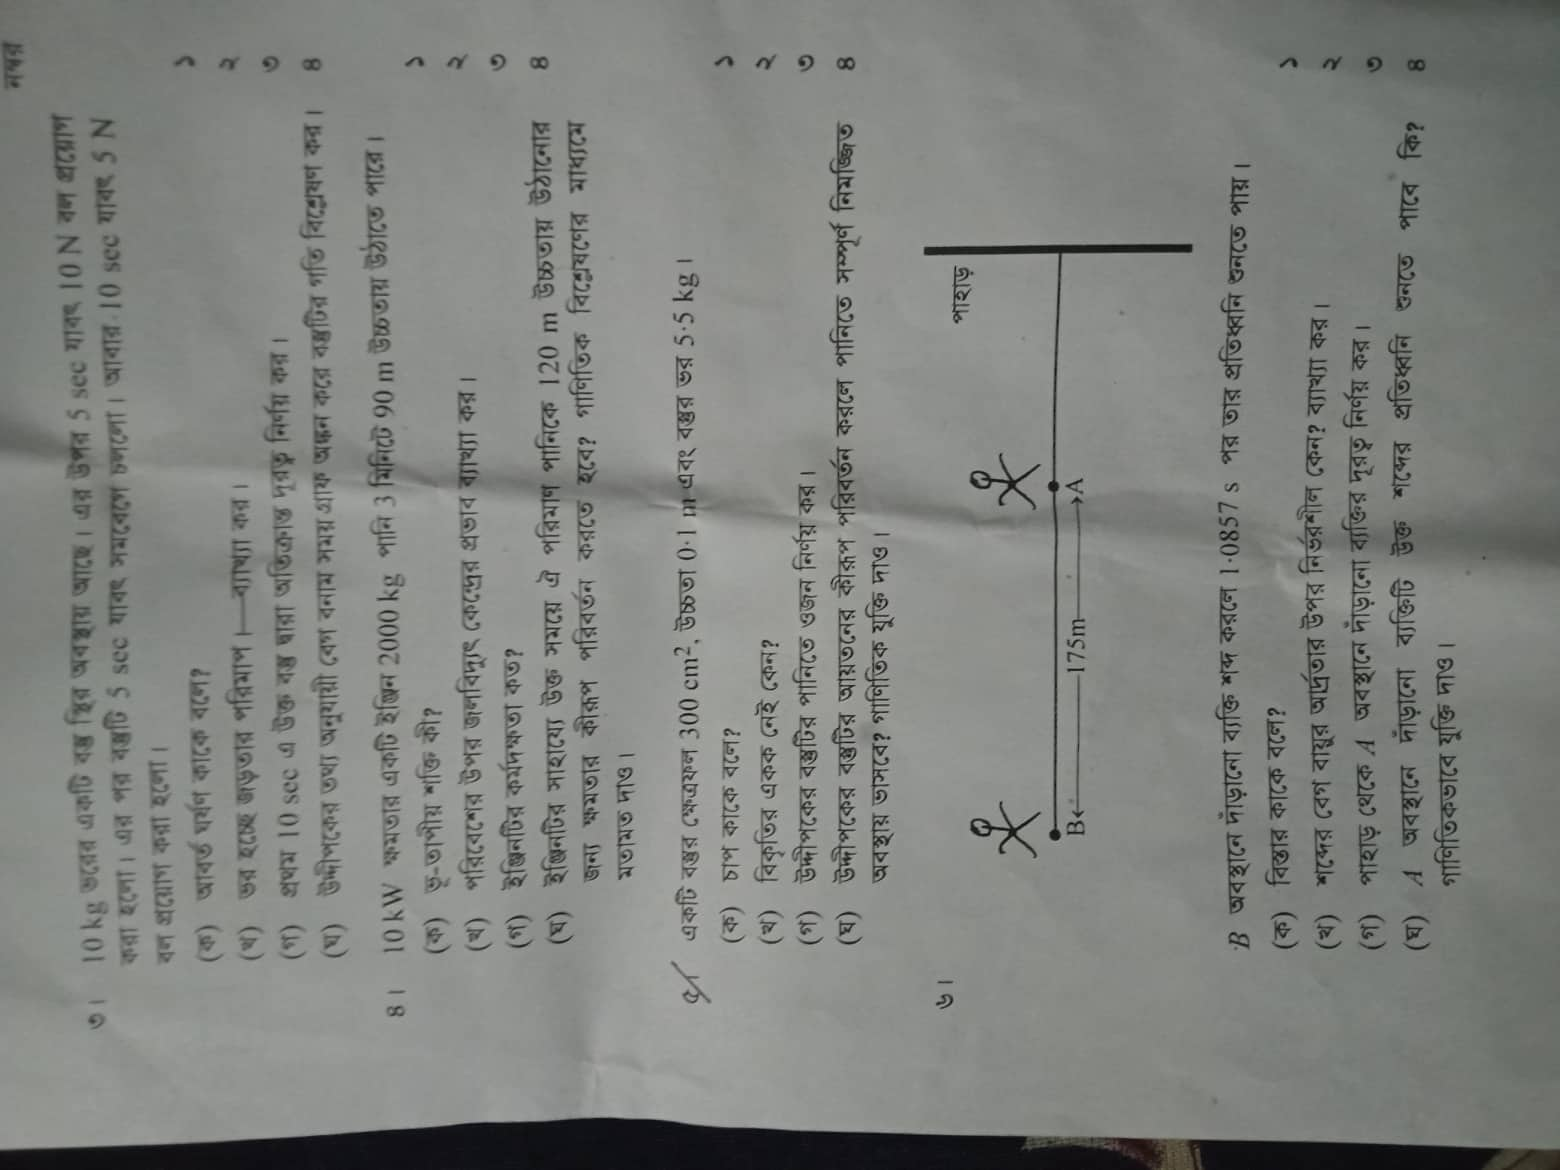 নম্বর
৩। 10 kg ভরের একটি বস্তু স্থির অবস্থায় আছে। এর উপর 5 sec যাবৎ 10 N বল প্রয়োগ ১
করা হলো। এর পর বস্তুটি 5 sec যাবৎ সমবেগে চললো। আবার 10 sec যাবৎ 5 N
বল প্রয়োগ করা হলো।
(ক) আবর্ত ঘর্ষণ কাকে বলে? ১
(খ) ভর হচ্ছে জড়তার পরিমাপ।—ব্যাখ্যা কর। ২
(গ) প্রথম 10 sec এ উক্ত বস্তু দ্বারা অতিক্রান্ত দূরত্ব নির্ণয় কর। ৩
(ঘ) উদ্দীপকের তথ্য অনুযায়ী বেগ বনাম সময় গ্রাফ অঙ্কন করে বস্তুটির গতি বিশ্লেষণ কর। ৪
৪। 10 kW ক্ষমতার একটি ইঞ্জিন 2000 kg পানি 3 মিনিটে 90 m উচ্চতায় উঠাতে পারে।
(ক) ভূ-তাপীয় শক্তি কী? ১
(খ) পরিবেশের উপর জলবিদ্যুৎ কেন্দ্রের প্রভাব ব্যাখ্যা কর। ২
(গ) ইঞ্জিনটির কর্মদক্ষতা কত? ৩
(ঘ) ইঞ্জিনটির সাহায্যে উক্ত সময়ে ঐ পরিমাণ পানিকে 120 m উচ্চতায় উঠানোর ৪
জন্য ক্ষমতার কীরূপ পরিবর্তন করতে হবে? গাণিতিক বিশ্লেষণের মাধ্যমে
মতামত দাও।
৫। একটি বস্তুর ক্ষেত্রফল 300 cm², উচ্চতা 0·1 m এবং বস্তুর ভর 5·5 kg।
(ক) চাপ কাকে বলে? ১
(খ) বিকৃতির একক নেই কেন? ২
(গ) উদ্দীপকের বস্তুটির পানিতে ওজন নির্ণয় কর। ৩
(ঘ) উদ্দীপকের বস্তুটির আয়তনের কীরূপ পরিবর্তন করলে পানিতে সম্পূর্ণ নিমজ্জিত ৪
অবস্থায় ভাসবে? গাণিতিক যুক্তি দাও।
৬।
পাহাড়
B 175m A
B অবস্থানে দাঁড়ানো ব্যক্তি শব্দ করলে 1·0857 s পর তার প্রতিধ্বনি শুনতে পায়।
(ক) বিস্তার কাকে বলে? ১
(খ) শব্দের বেগ বায়ুর আর্দ্রতার উপর নির্ভরশীল কেন? ব্যাখ্যা কর। ২
(গ) পাহাড় থেকে A অবস্থানে দাঁড়ানো ব্যক্তির দূরত্ব নির্ণয় কর। ৩
(ঘ) A অবস্থানে দাঁড়ানো ব্যক্তিটি উক্ত শব্দের প্রতিধ্বনি শুনতে পাবে কি? ৪
গাণিতিকভাবে যুক্তি দাও।